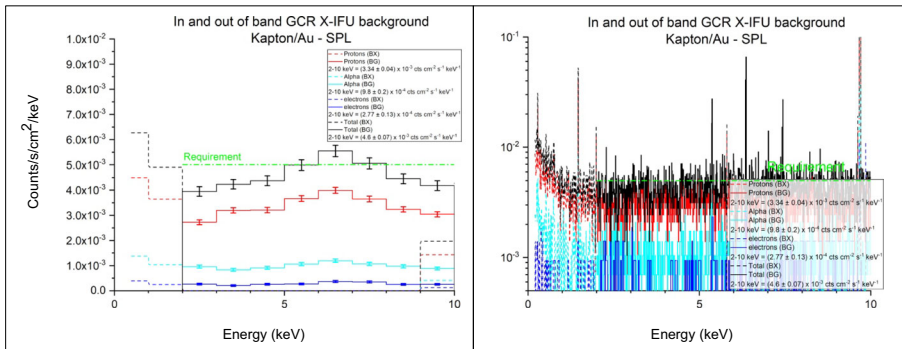 In and out of band GCR X-IFU background
Kapton/Au - SPL
1.0x10⁻²
9.0x10⁻³
8.0x10⁻³
7.0x10⁻³
6.0x10⁻³
5.0x10⁻³
4.0x10⁻³
3.0x10⁻³
2.0x10⁻³
1.0x10⁻³
0.0
Counts/s/cm²/keV
Protons (BX)
Protons (BG)
2-10 keV = (3.34 ± 0.04) x 10⁻³ cts cm⁻² s⁻¹ keV⁻¹
Alpha (BX)
Alpha (BG)
2-10 keV = (9.8 ± 0.2) x 10⁻⁴ cts cm⁻² s⁻¹ keV⁻¹
electrons (BX)
electrons (BG)
2-10 keV = (2.77 ± 0.13) x 10⁻⁴ cts cm⁻² s⁻¹ keV⁻¹
Total (BX)
Total (BG)
2-10 keV = (4.6 ± 0.07) x 10⁻³ cts cm⁻² s⁻¹ keV⁻¹
Requirement
0 5 10
Energy (keV)
In and out of band GCR X-IFU background
Kapton/Au - SPL
10⁻¹
10⁻²
10⁻³
Requirement
Protons (BX)
Protons (BG)
2-10 keV = (3.34 ± 0.04) x 10⁻³ cts cm⁻² s⁻¹ keV⁻¹
Alpha (BX)
Alpha (BG)
2-10 keV = (9.8 ± 0.2) x 10⁻⁴ cts cm⁻² s⁻¹ keV⁻¹
electrons (BX)
electrons (BG)
2-10 keV = (2.77 ± 0.13) x 10⁻⁴ cts cm⁻² s⁻¹ keV⁻¹
Total (BX)
Total (BG)
2-10 keV = (4.6 ± 0.07) x 10⁻³ cts cm⁻² s⁻¹ keV⁻¹
0 5 10
Energy (keV)